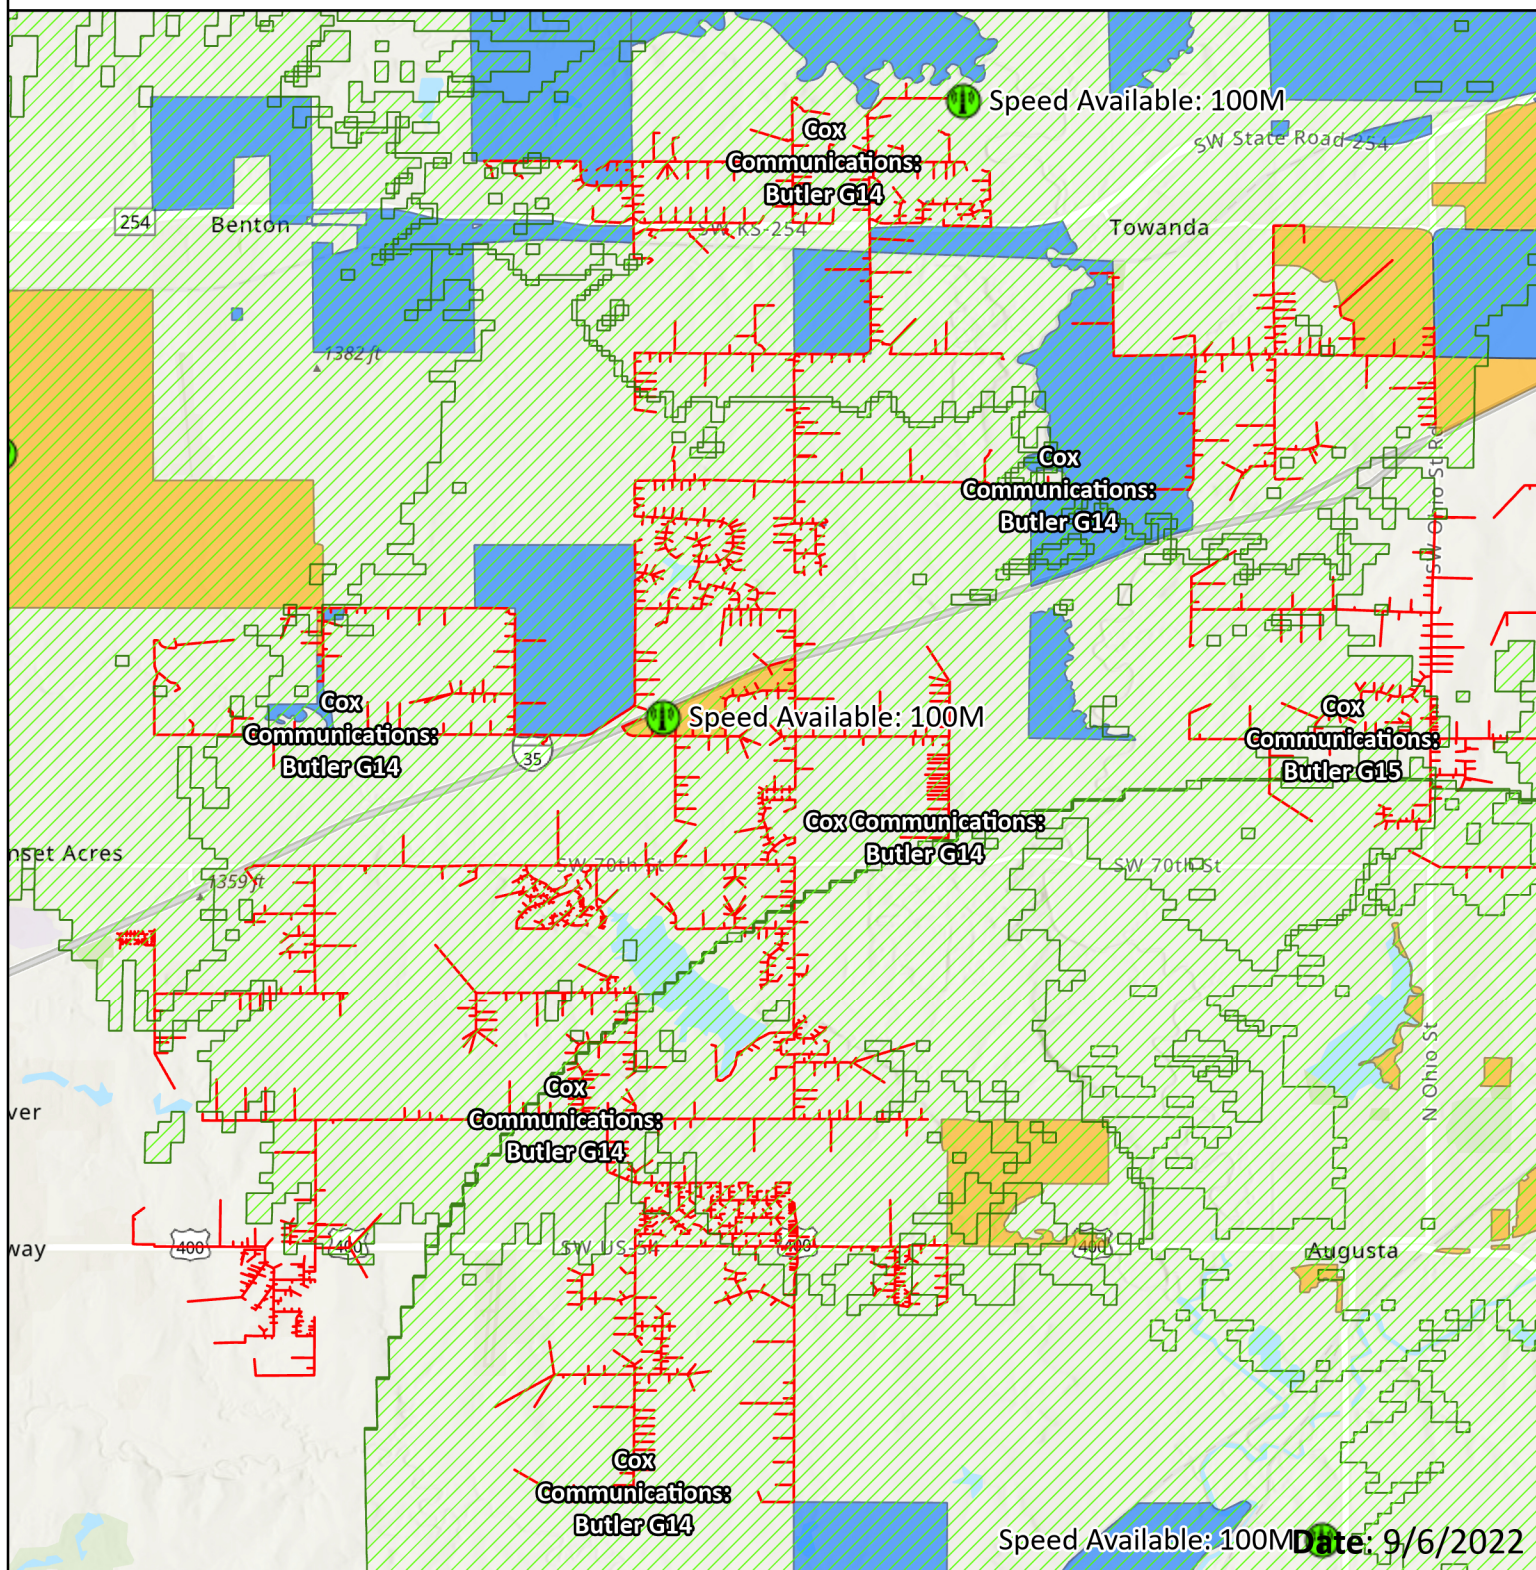 Speed Available: 100M
Cox
Communications:
Butler G14
SW State Road 254
254
Benton
SW KS-254
Towanda
1382 ft
Cox
Communications:
Butler G14
SW Ohio St Rd
Cox
Communications:
Butler G14
Speed Available: 100M
35
Cox
Communications:
Butler G15
Cox Communications:
Butler G14
nset Acres
SW 70th St
SW 70th St
1359 ft
N Ohio St
ver
Cox
Communications:
Butler G14
way
400
400
SW US-54
400
400
Augusta
Cox
Communications:
Butler G14
Speed Available: 100M
Date: 9/6/2022